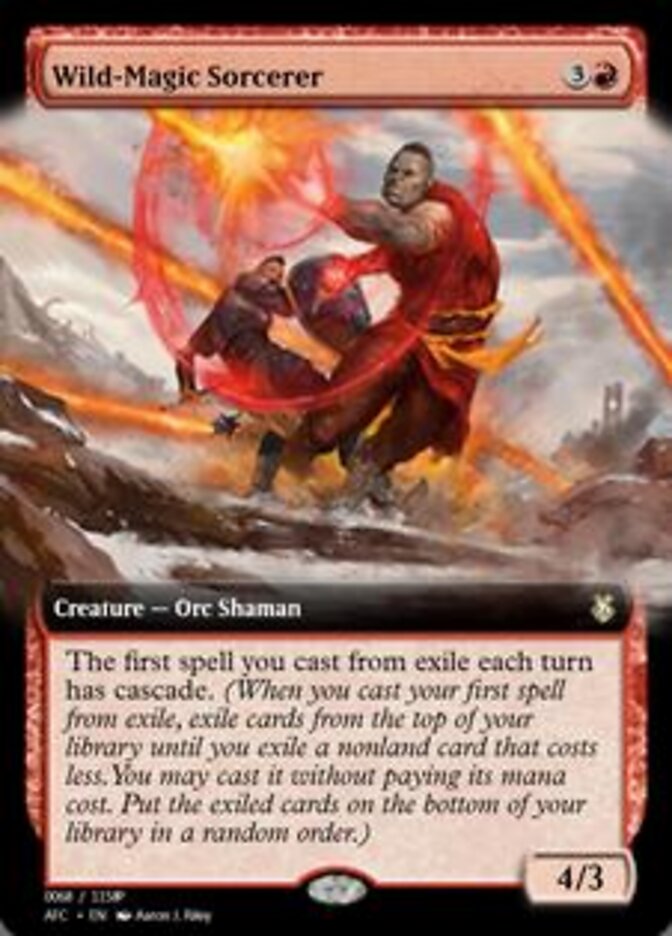 Wild-Magic Sorcerer 3
Creature — Orc Shaman
The first spell you cast from exile each turn
has cascade. (When you cast your first spell
from exile, exile cards from the top of your
library until you exile a nonland card that costs
less.You may cast it without paying its mana
cost. Put the exiled cards on the bottom of your
library in a random order.)
4/3
AFC • EN Aaron J. Riley